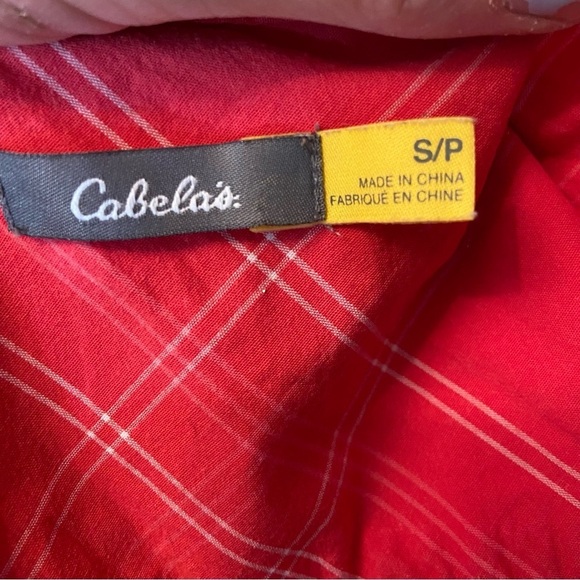 Cabela's
S/P
MADE IN CHINA
FABRIQUÉ EN CHINE